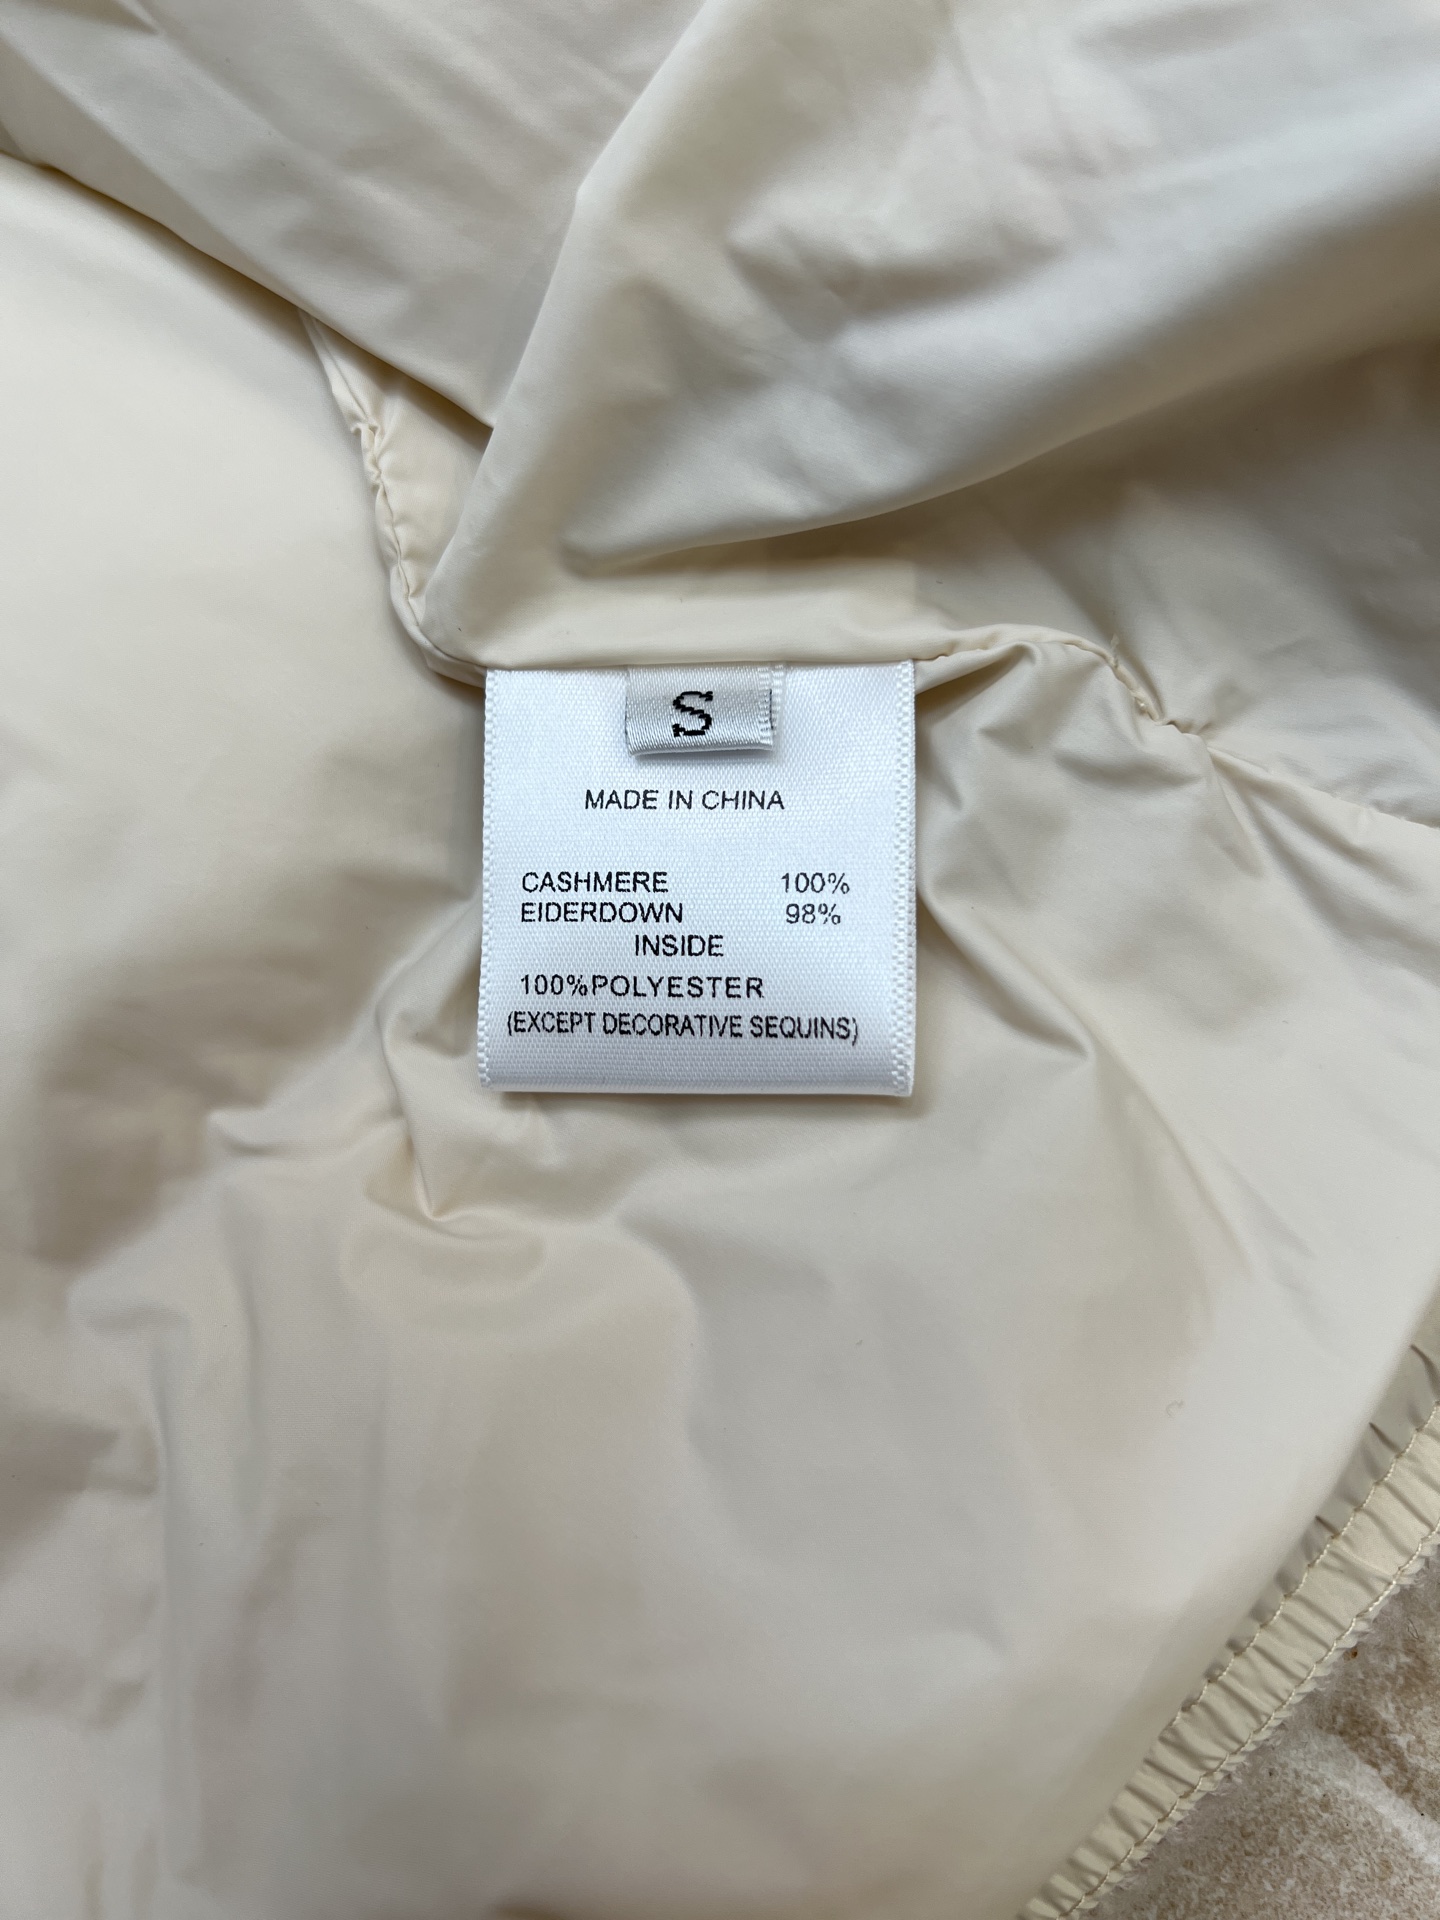 S
MADE IN CHINA
CASHMERE 100%
EIDERDOWN 98%
INSIDE
100%POLYESTER
(EXCEPT DECORATIVE SEQUINS)